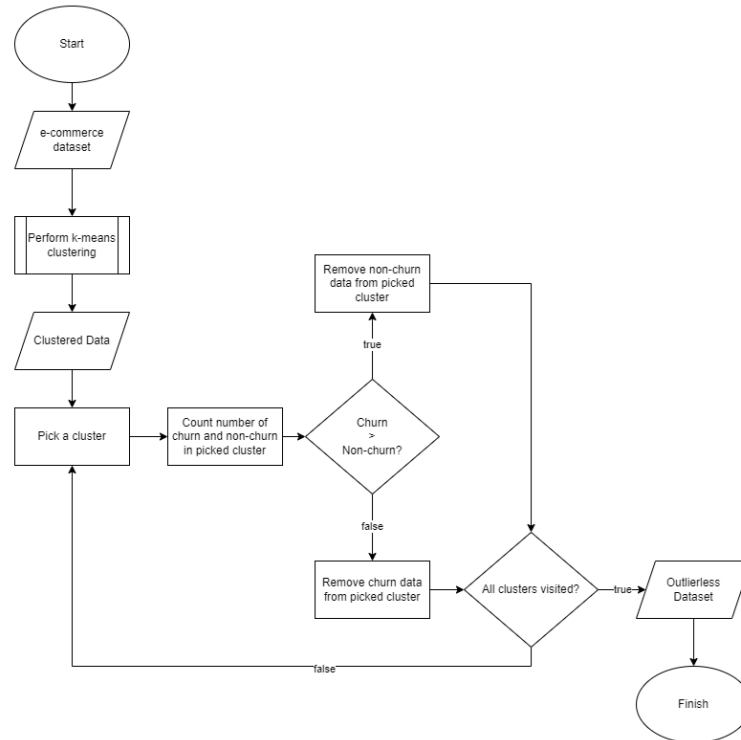 Start
e-commerce
dataset
Perform k-means
clustering
Clustered Data
Pick a cluster
Count number of
churn and non-churn
in picked cluster
Churn
>
Non-churn?
true
Remove non-churn
data from picked
cluster
false
Remove churn data
from picked cluster
All clusters visited?
true
Outlierless
Dataset
false
Finish